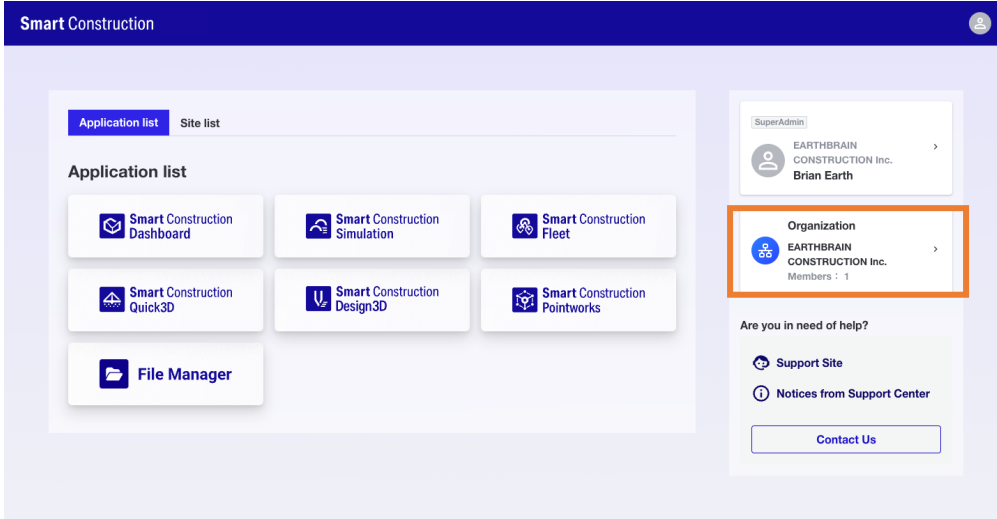 Smart Construction
Application list
Site list
Application list
Smart Construction
Dashboard
Smart Construction
Simulation
Smart Construction
Fleet
Smart Construction
Quick3D
Smart Construction
Design3D
Smart Construction
Pointworks
File Manager
SuperAdmin
EARTHBRAIN
CONSTRUCTION Inc.
Brian Earth
Organization
EARTHBRAIN
CONSTRUCTION Inc.
Members： 1
Are you in need of help?
Support Site
Notices from Support Center
Contact Us